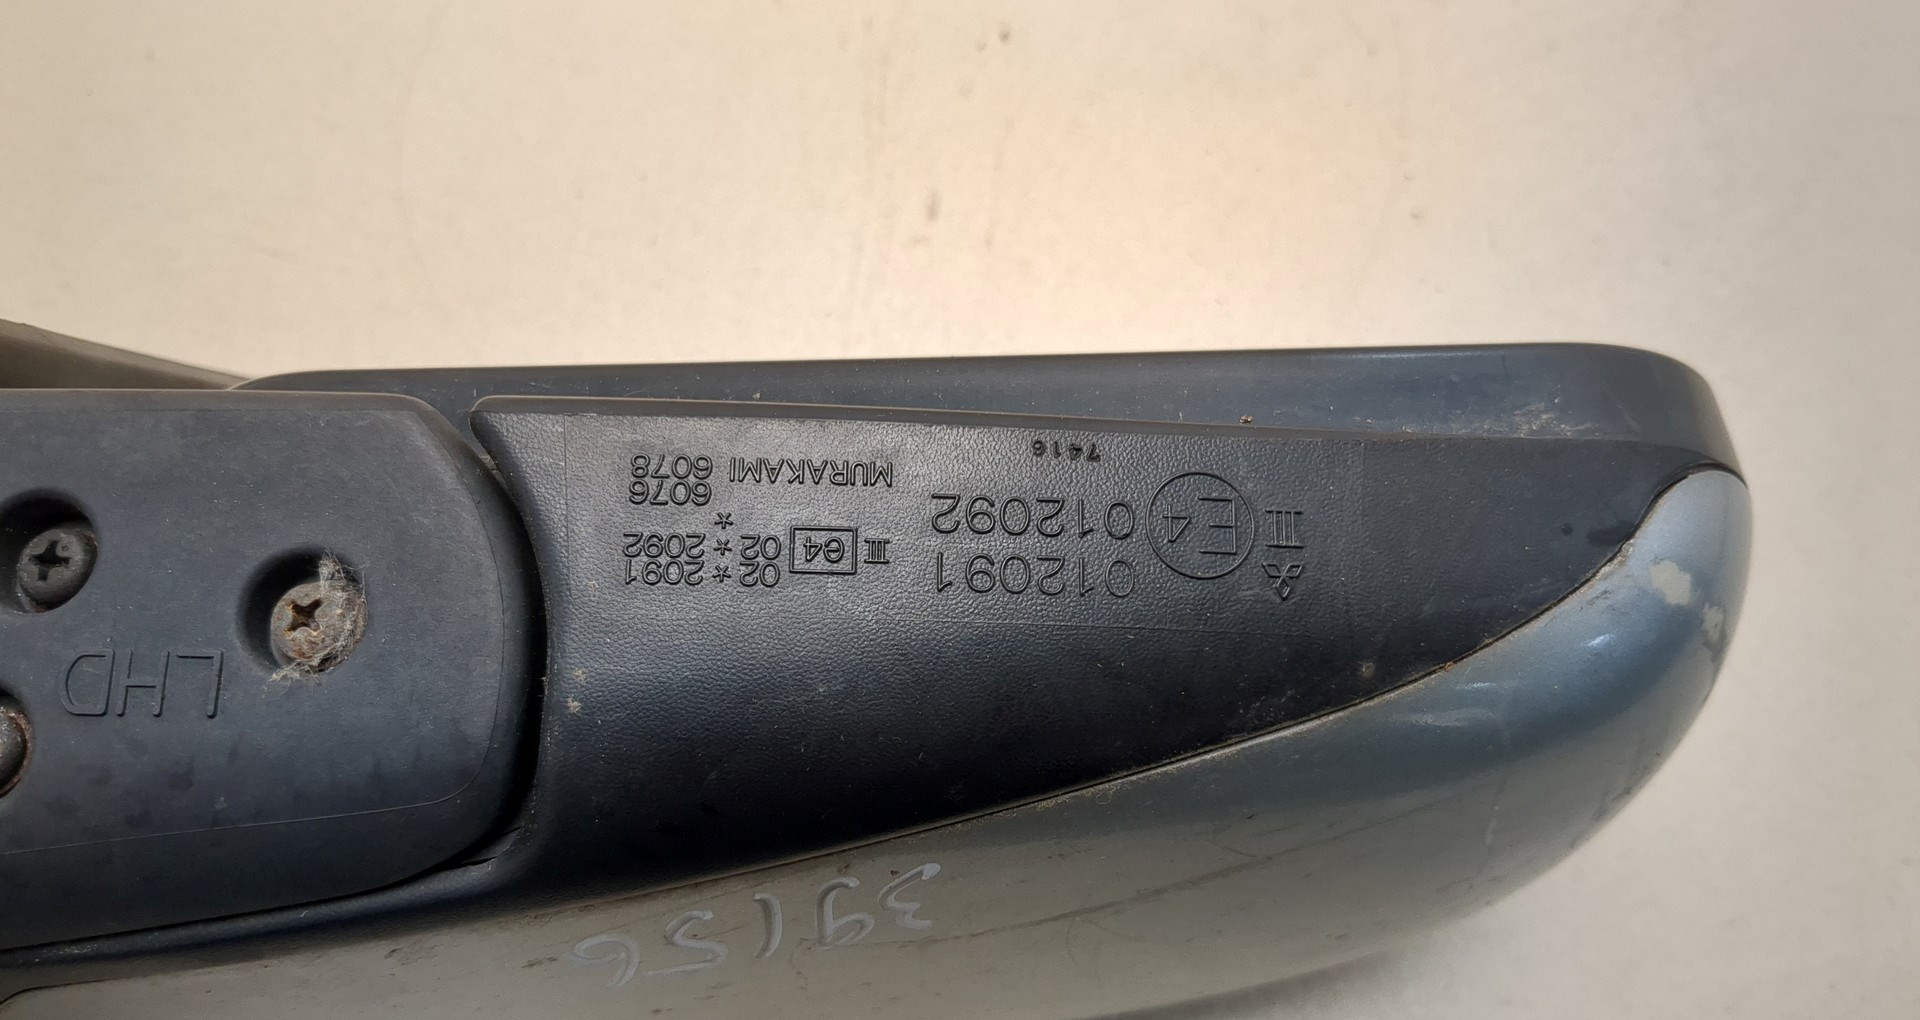 39156
LHD
012091
III E4 012092
7416
02*2091
III e4 02*2092
* 6076
MURAKAMI 6078